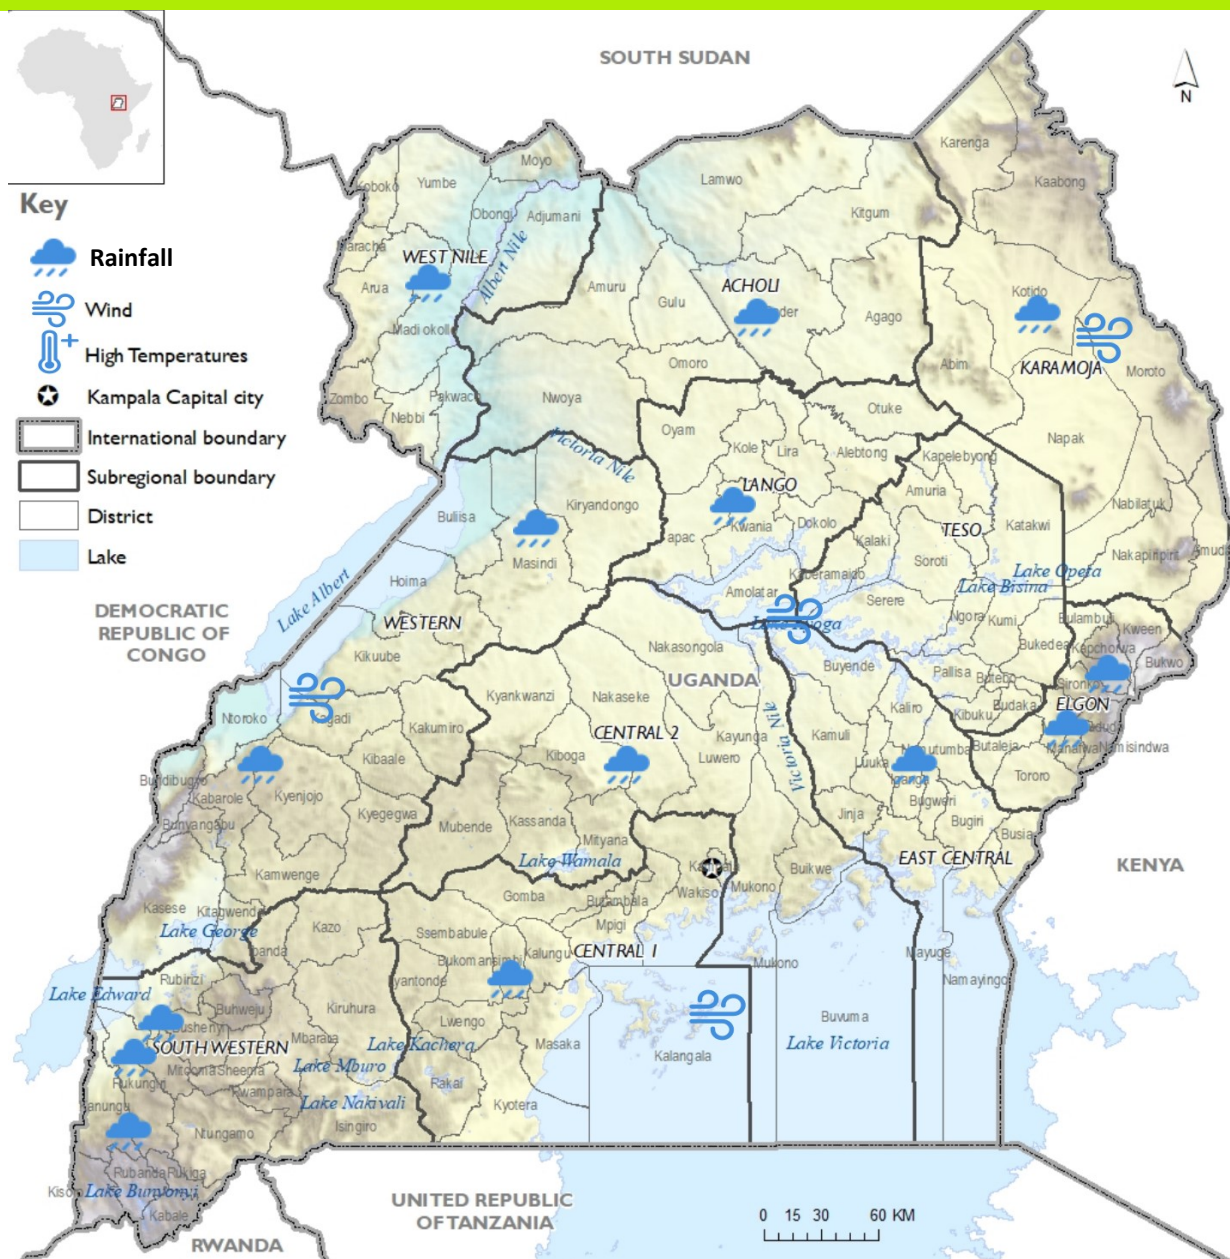 SOUTH SUDAN
N
Key
Rainfall
Wind
High Temperatures
Kampala Capital city
International boundary
Subregional boundary
District
Lake
Karenga
Kaabong
Moyo
Koboko
Yumbe
Lamwo
Obongi
Adjumani
Kitgum
Maracha
WEST NILE
Albert Nile
Arua
Amuru
Gulu
ACHOLI
Agago
Kotido
Madi okollo
Omoro
Abim
KARAMOJA
Moroto
Zombo
Pakwach
Nwoya
Nebbi
Otuke
Oyam
Victoria Nile
Kole
Lira
Alebtong
Kapelebyong
Napak
LANGO
Amuria
Nabilatuk
Kiryandongo
Buliisa
Kwania
Dokolo
TESO
Katakwi
Masindi
Kalaki
Soroti
Nakapiripirit
Hoima
Amolatar
Kaberamaido
Lake Opeta
Lake Bisina
Serere
DEMOCRATIC
REPUBLIC OF
CONGO
Lake Albert
WESTERN
Ngora
Kumi
Bulambuli
Kween
Kikuube
Nakasongola
Buyende
Bukedea
Kapchorwa
Bukwo
UGANDA
Pallisa
Butebo
Kyankwanzi
Nakaseke
Sironko
Ntoroko
Kagadi
Kaliro
Kibuku
Budaka
ELGON
Kakumiro
CENTRAL 2
Kayunga
Victoria Nile
Kamuli
Butaleja
Manafwa
Namisindwa
Kibaale
Kiboga
Luwero
Luuka
Iganga
Tororo
Bundibugyo
Kabarole
Kyenjojo
Bunyangabu
Kyegegwa
Mubende
Kassanda
Mityana
Jinja
Bugweri
Bugiri
Busia
Lake Wamala
Kamwenge
Buikwe
EAST CENTRAL
KENYA
Wakiso
Mukono
Gomba
Butambala
Kasese
Kitagwenda
Mpigi
Lake George
Kazo
Ssembabule
Kalungu
CENTRAL 1
Bukomansimbi
Mukono
Mayuge
Namayingo
Lake Edward
Rubirizi
Buhweju
Kiruhura
Lwengo
Buvuma
Lake Victoria
Mbarara
Lake Kachera
Masaka
Kalangala
SOUTH WESTERN
Mitooma
Sheema
Lake Mburo
Rukungiri
Rwampara
Rakai
Lake Nakivali
Kyotera
Isingiro
Ntungamo
Rubanda
Rukiga
Lake Bunyonyi
Kabale
UNITED REPUBLIC
OF TANZANIA
RWANDA
0 15 30 60 KM